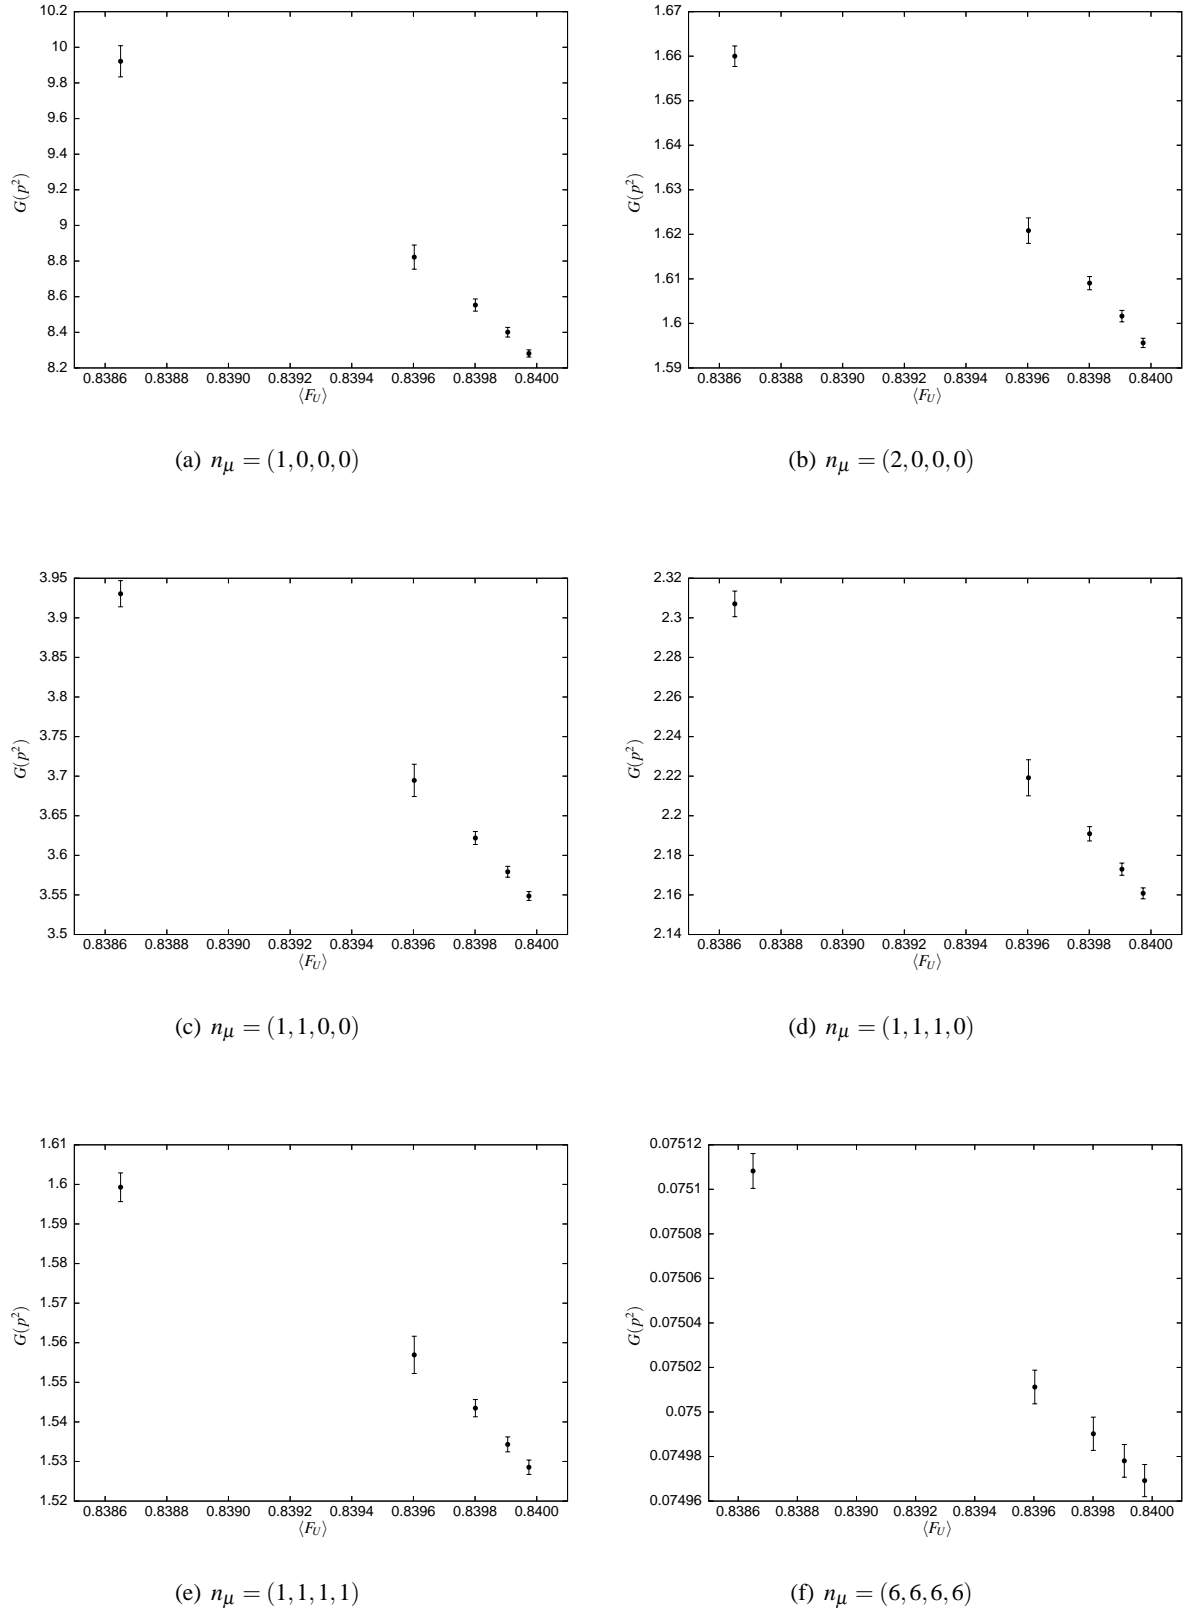 10.2
10
9.8
9.6
9.4
9.2
9
8.8
8.6
8.4
8.2
G(p²)
0.8386 0.8388 0.8390 0.8392 0.8394 0.8396 0.8398 0.8400
⟨F_U⟩
(a) n_μ = (1,0,0,0)
1.67
1.66
1.65
1.64
1.63
1.62
1.61
1.6
1.59
G(p²)
0.8386 0.8388 0.8390 0.8392 0.8394 0.8396 0.8398 0.8400
⟨F_U⟩
(b) n_μ = (2,0,0,0)
3.95
3.9
3.85
3.8
3.75
3.7
3.65
3.6
3.55
3.5
G(p²)
0.8386 0.8388 0.8390 0.8392 0.8394 0.8396 0.8398 0.8400
⟨F_U⟩
(c) n_μ = (1,1,0,0)
2.32
2.3
2.28
2.26
2.24
2.22
2.2
2.18
2.16
2.14
G(p²)
0.8386 0.8388 0.8390 0.8392 0.8394 0.8396 0.8398 0.8400
⟨F_U⟩
(d) n_μ = (1,1,1,0)
1.61
1.6
1.59
1.58
1.57
1.56
1.55
1.54
1.53
1.52
G(p²)
0.8386 0.8388 0.8390 0.8392 0.8394 0.8396 0.8398 0.8400
⟨F_U⟩
(e) n_μ = (1,1,1,1)
0.07512
0.0751
0.07508
0.07506
0.07504
0.07502
0.075
0.07498
0.07496
G(p²)
0.8386 0.8388 0.8390 0.8392 0.8394 0.8396 0.8398 0.8400
⟨F_U⟩
(f) n_μ = (6,6,6,6)